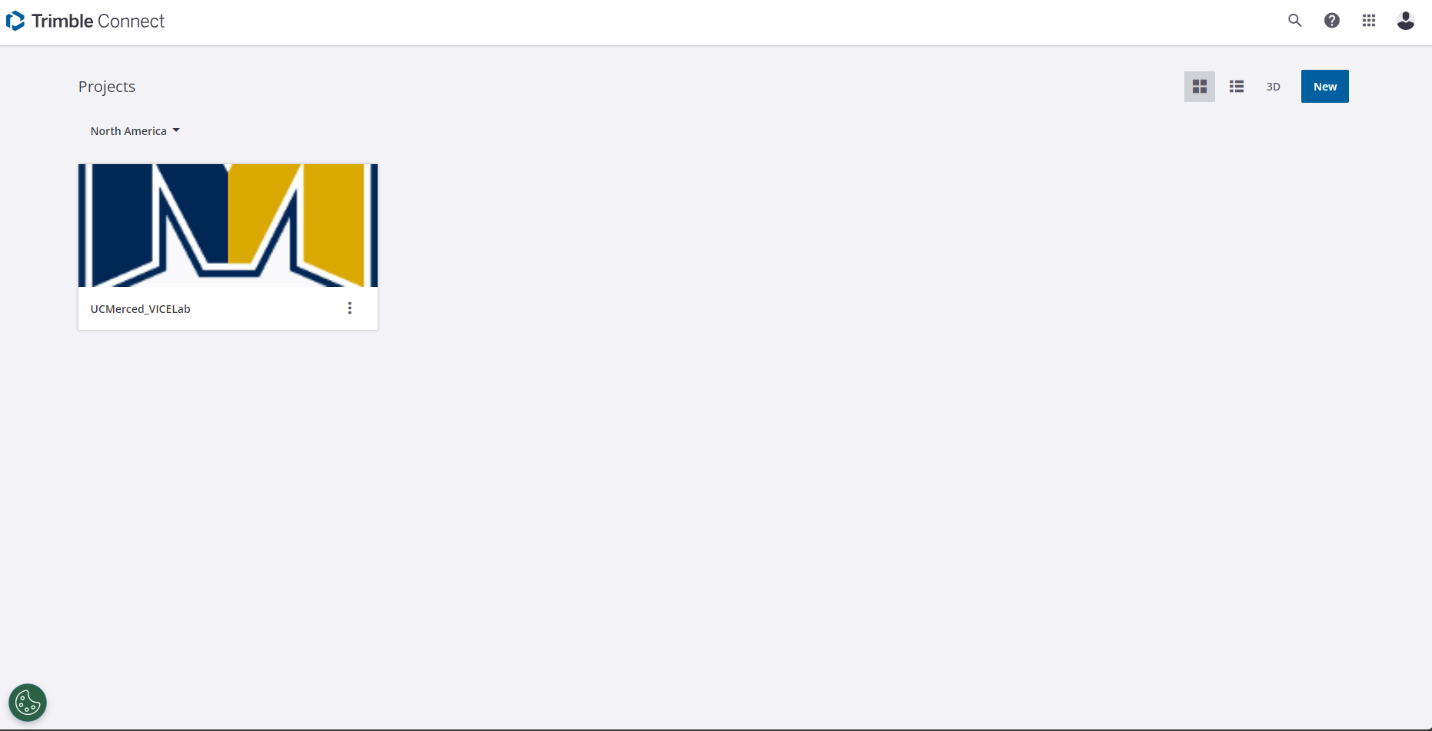 Trimble Connect
Projects
3D
New
North America
UCMerced_VICELab